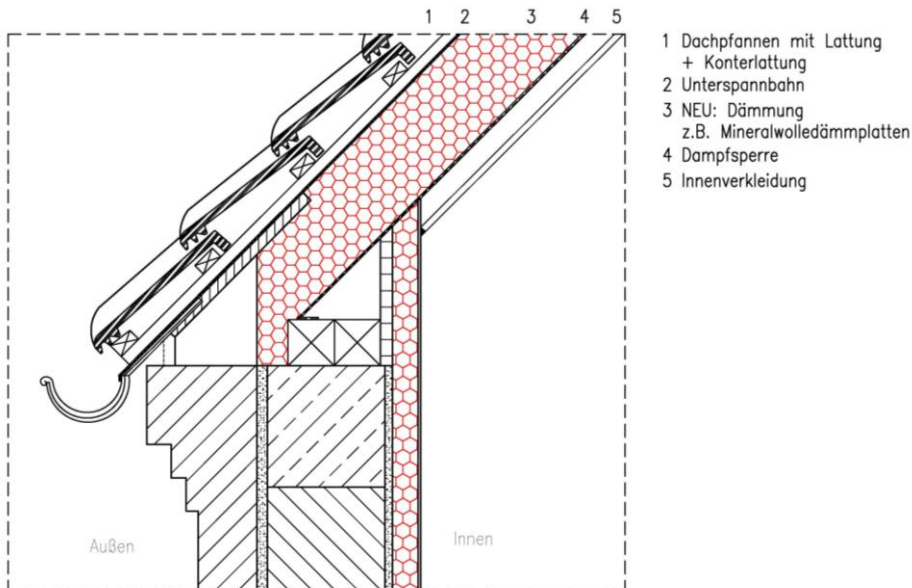 1 2 3 4 5
1 Dachpfannen mit Lattung
+ Konterlattung
2 Unterspannbahn
3 NEU: Dämmung
z.B. Mineralwolledämmplatten
4 Dampfsperre
5 Innenverkleidung
Außen
Innen